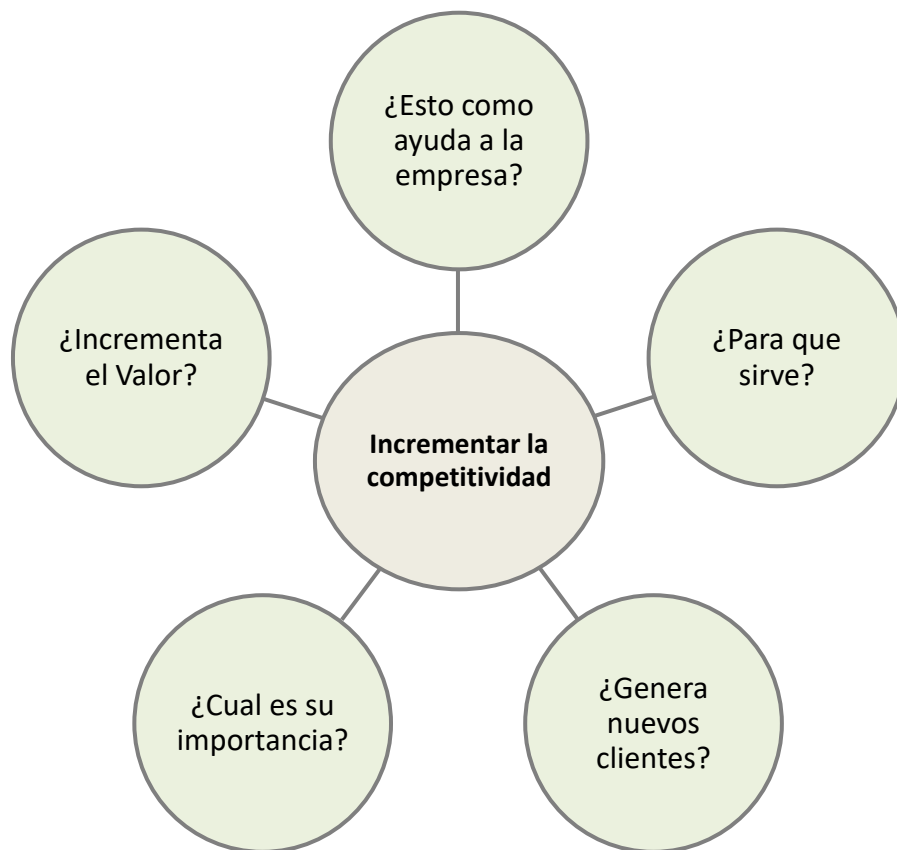 ¿Esto como
ayuda a la
empresa?
¿Incrementa
el Valor?
¿Para que
sirve?
Incrementar la
competitividad
¿Cual es su
importancia?
¿Genera
nuevos
clientes?